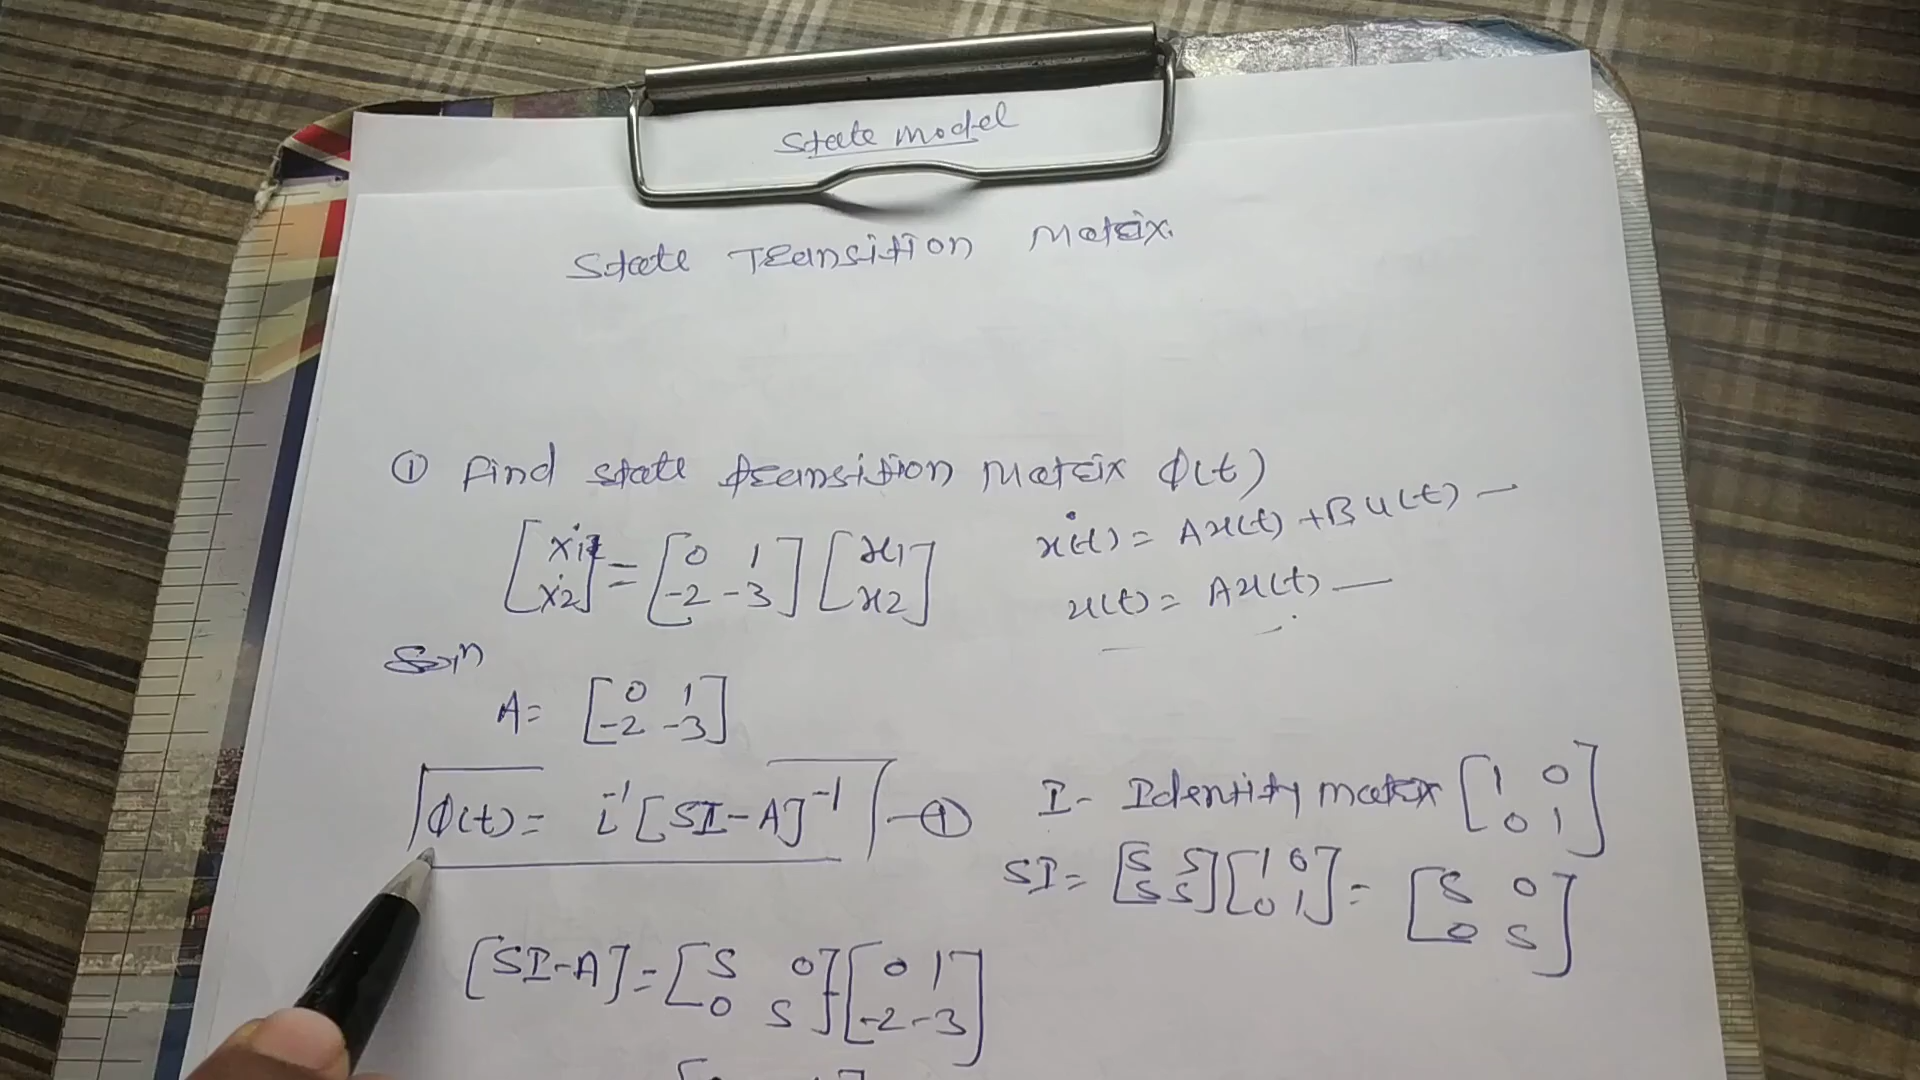 State Model
State Transition Matrix.
① Find state transition Matrix ϕ(t)
[ẋ1 ẋ2] = [0 1 -2 -3] [x1 x2]
ẋ(t) = Ax(t) + Bu(t) —
x(t) = Ax(t) —
Soln
A = [0 1 -2 -3]
ϕ(t) = L⁻¹ [SI - A]⁻¹ — ①
I - Identity matrix [1 0 0 1]
SI = [S S S S] [1 0 0 1] = [S 0 0 S]
[SI-A] = [S 0 0 S] - [0 1 -2 -3]